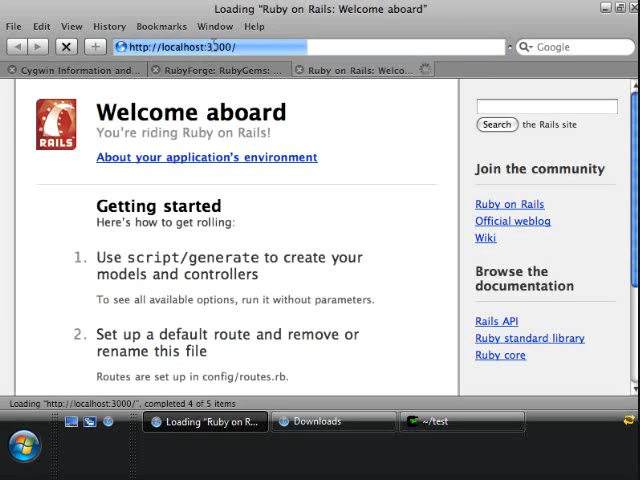 Loading "Ruby on Rails: Welcome aboard"
File Edit View History Bookmarks Window Help
http://localhost:3000/
Google
Cygwin Information and...
RubyForge: RubyGems: ...
Ruby on Rails: Welco...
RAILS
Welcome aboard
You're riding Ruby on Rails!
About your application's environment
Getting started
Here's how to get rolling:
1. Use script/generate to create your
models and controllers
To see all available options, run it without parameters.
2. Set up a default route and remove or
rename this file
Routes are set up in config/routes.rb.
Search the Rails site
Join the community
Ruby on Rails
Official weblog
Wiki
Browse the
documentation
Rails API
Ruby standard library
Ruby core
Loading "http://localhost:3000/", completed 4 of 5 items
Loading "Ruby on R...
Downloads
~/test